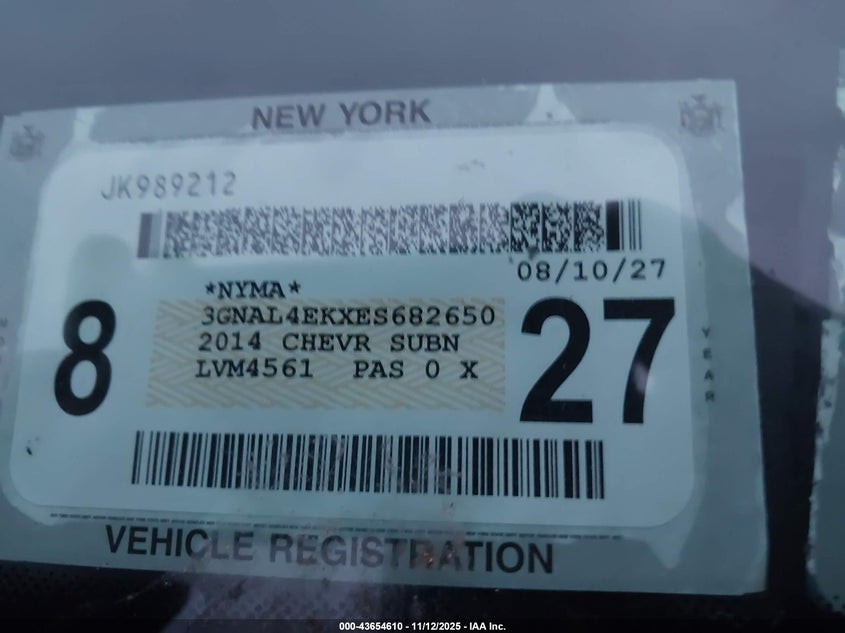 NEW YORK
JK989212
08/10/27
*NYMA*
3GNAL4EKXES682650
2014 CHEVR SUBN
LVM4561 PAS 0 X
8
27
YEAR
VEHICLE REGISTRATION
000-43654610 - 11/12/2025 - IAA Inc.